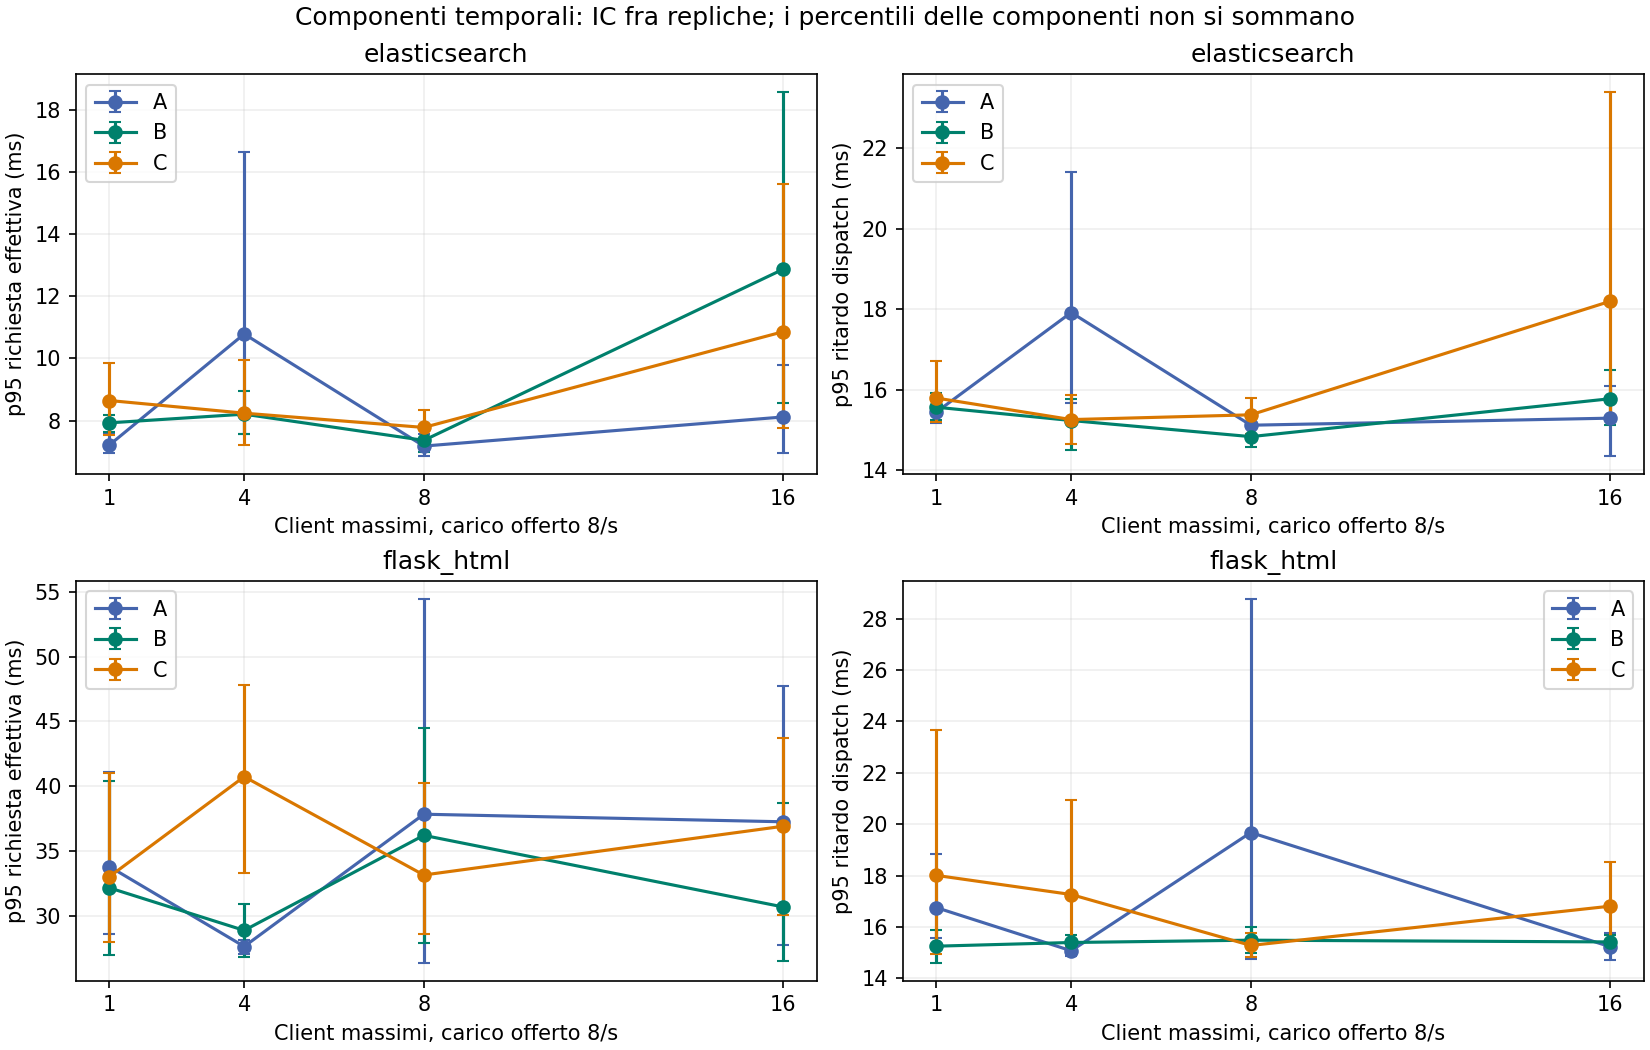 Componenti temporali: IC fra repliche; i percentili delle componenti non si sommano
elasticsearch
p95 richiesta effettiva (ms)
18
16
14
12
10
8
A
B
C
1
4
8
16
Client massimi, carico offerto 8/s
elasticsearch
p95 ritardo dispatch (ms)
22
20
18
16
14
A
B
C
1
4
8
16
Client massimi, carico offerto 8/s
flask_html
p95 richiesta effettiva (ms)
55
50
45
40
35
30
A
B
C
1
4
8
16
Client massimi, carico offerto 8/s
flask_html
p95 ritardo dispatch (ms)
28
26
24
22
20
18
16
14
A
B
C
1
4
8
16
Client massimi, carico offerto 8/s